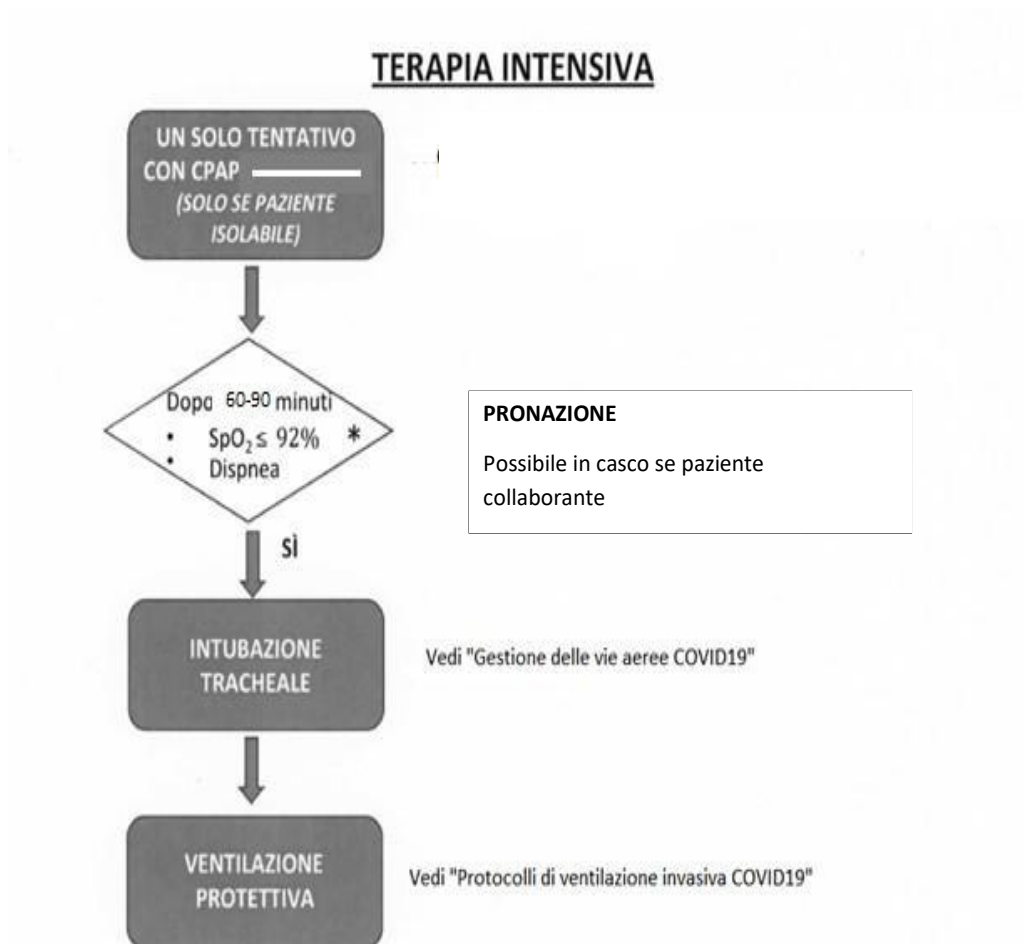 TERAPIA INTENSIVA
UN SOLO TENTATIVO
CON CPAP
(SOLO SE PAZIENTE
ISOLABILE)
Dopo 60-90 minuti
• SpO₂ ≤ 92% *
• Dispnea
PRONAZIONE
Possibile in casco se paziente
collaborante
SÌ
INTUBAZIONE
TRACHEALE
Vedi "Gestione delle vie aeree COVID19"
VENTILAZIONE
PROTETTIVA
Vedi "Protocolli di ventilazione invasiva COVID19"